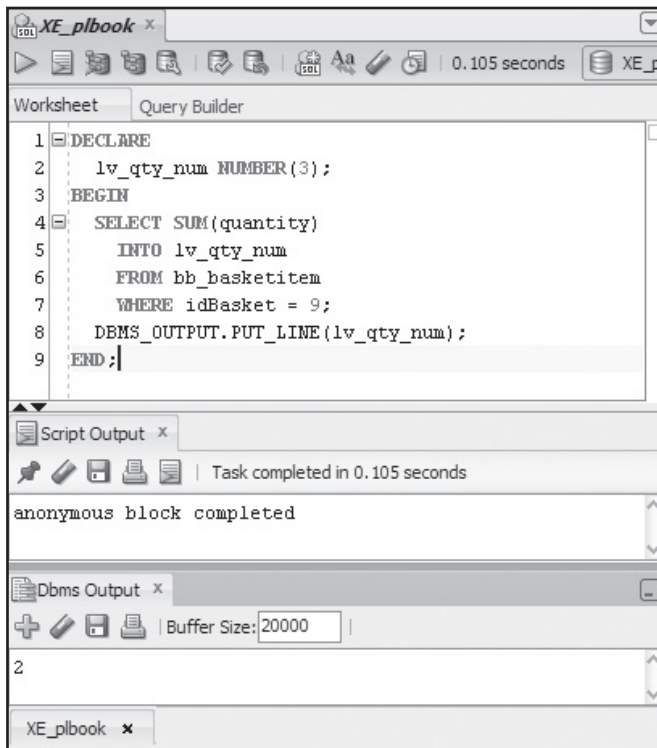 XE_plbook x
SQL Aa 0.105 seconds XE_p
Worksheet Query Builder
1 DECLARE
2 lv_qty_num NUMBER(3);
3 BEGIN
4 SELECT SUM(quantity)
5 INTO lv_qty_num
6 FROM bb_basketitem
7 WHERE idBasket = 9;
8 DBMS_OUTPUT.PUT_LINE(lv_qty_num);
9 END;
Script Output x
Task completed in 0.105 seconds
anonymous block completed
Dbms Output x
Buffer Size: 20000
2
XE_plbook x